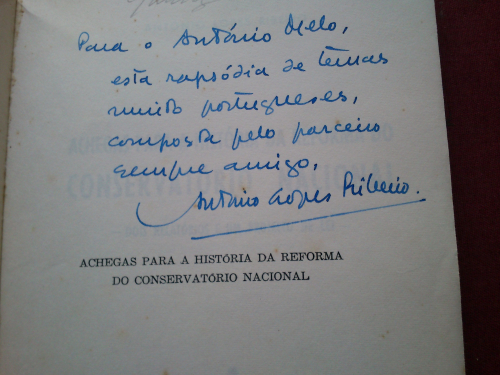 Para o António Melo,
esta rapsódia de temas
muito portugueses,
composta pelo parceiro
sempre amigo,
António Lopes Ribeiro.
ACHEGAS PARA A HISTÓRIA DA REFORMA
DO CONSERVATÓRIO NACIONAL